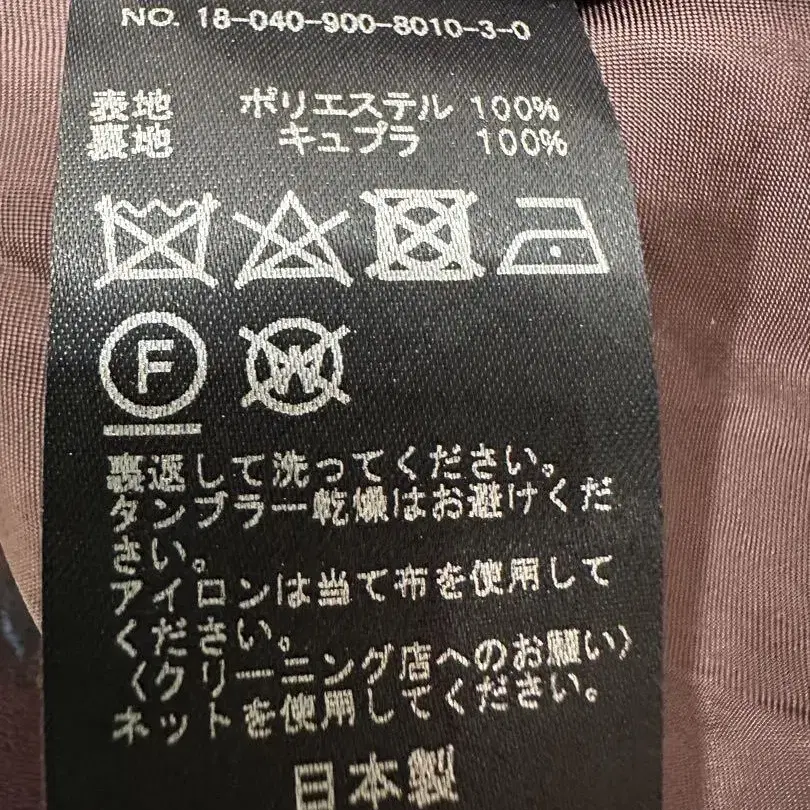 NO. 18-040-900-8010-3-0
表地 ポリエステル 100%
裏地 キュプラ 100%
F
W
裏返して洗ってください。
タンブラー乾燥はお避けくだ
さい。
アイロンは当て布を使用して
ください。
〈クリーニング店へのお願い〉
ネットを使用してください。
日本製